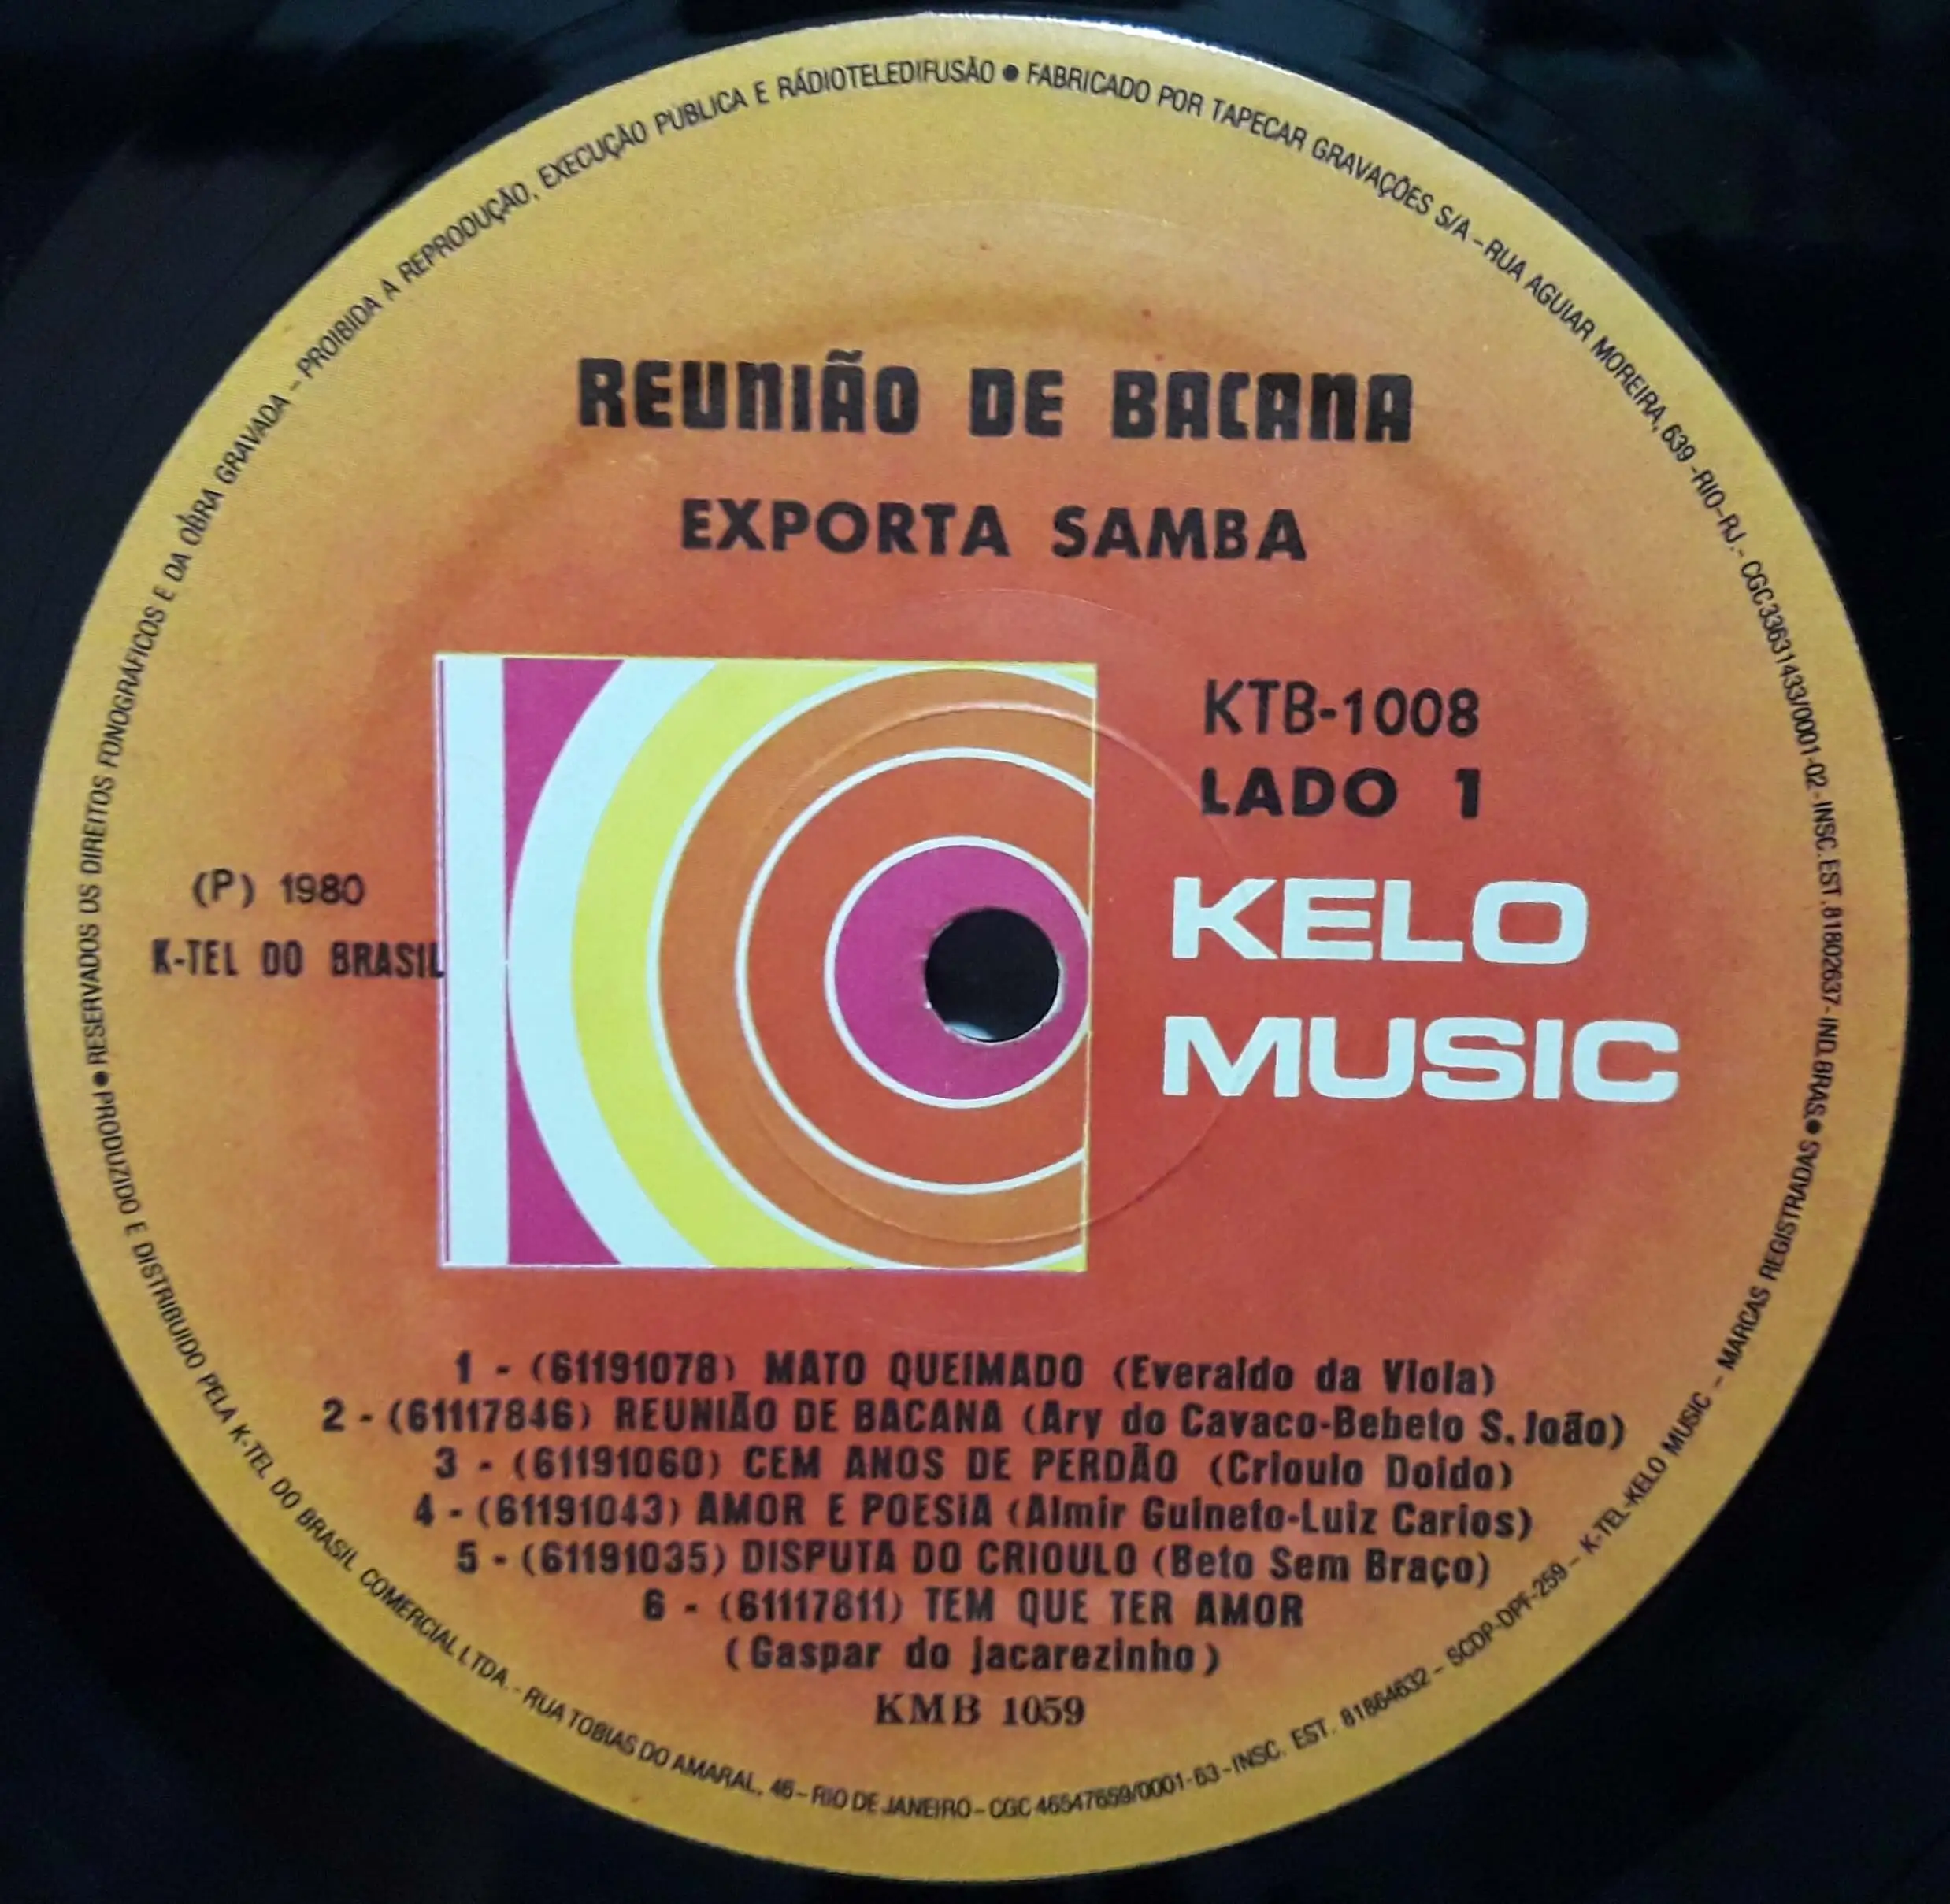 REUNIÃO DE BACANA
EXPORTA SAMBA
KTB-1008
LADO 1
(P) 1980
K-TEL DO BRASIL
KELO
MUSIC
1 - (61191078) MATO QUEIMADO (Everaldo da Viola)
2 - (61117846) REUNIÃO DE BACANA (Ary do Cavaco-Bebeto S. João)
3 - (61191060) CEM ANOS DE PERDÃO (Crioulo Doido)
4 - (61191043) AMOR E POESIA (Almir Guineto-Luiz Carlos)
5 - (61191035) DISPUTA DO CRIOULO (Beto Sem Braço)
6 - (61117811) TEM QUE TER AMOR
(Gaspar do jacarezinho)
KMB 1059
● RESERVADOS OS DIREITOS FONOGRÁFICOS E DA OBRA GRAVADA - PROIBIDA A REPRODUÇÃO, EXECUÇÃO PÚBLICA E RÁDIOTELEDIFUSÃO ● FABRICADO POR TAPECAR GRAVAÇÕES S/A - RUA AGUIAR MOREIRA, 639 - RIO-RJ. - CGC 33631433/0001-02 - INSC. EST. 81802637 - IND. BRAS. ●
PRODUZIDO E DISTRIBUIDO PELA K-TEL DO BRASIL COMERCIAL LTDA. - RUA TOBIAS DO AMARAL, 46 - RIO DE JANEIRO - CGC 46547659/0001-63 - INSC. EST. 81864632 - SCDP-DPF-259 - K-TEL-KELO MUSIC - MARCAS REGISTRADAS